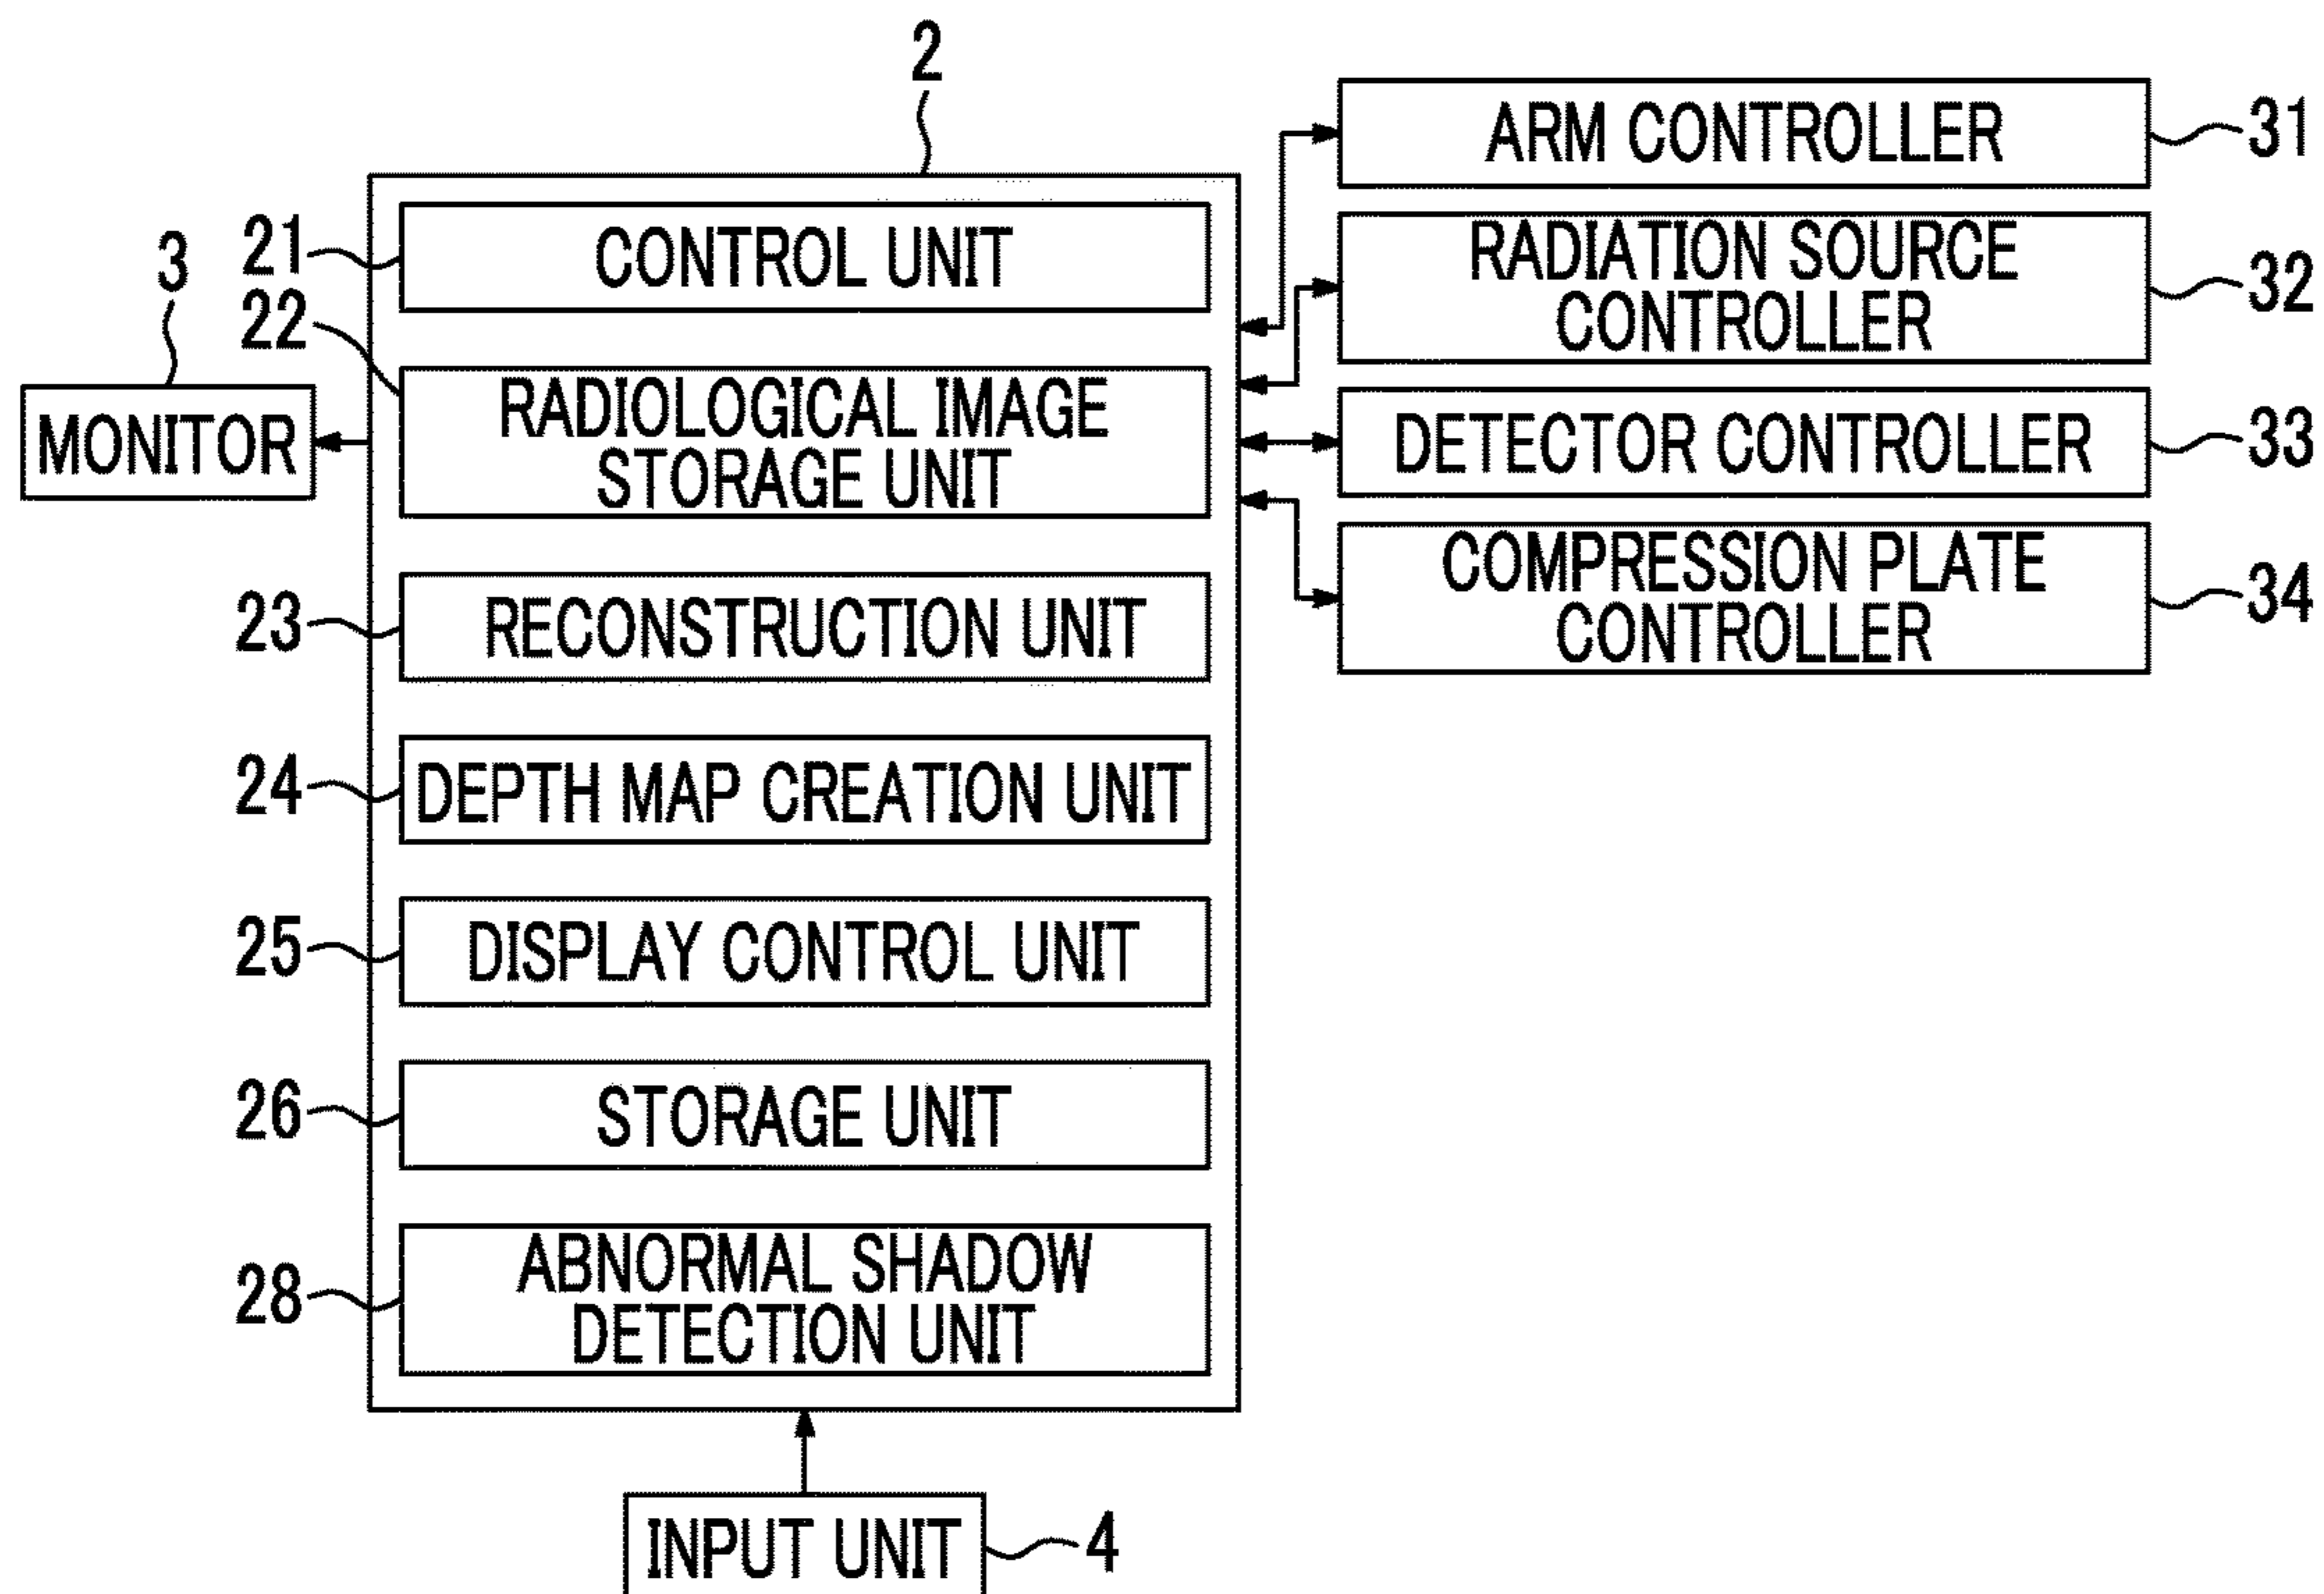 2
3
MONITOR
21
CONTROL UNIT
22
RADIOLOGICAL IMAGE
STORAGE UNIT
23
RECONSTRUCTION UNIT
24
DEPTH MAP CREATION UNIT
25
DISPLAY CONTROL UNIT
26
STORAGE UNIT
28
ABNORMAL SHADOW
DETECTION UNIT
INPUT UNIT
4
ARM CONTROLLER
31
RADIATION SOURCE
CONTROLLER
32
DETECTOR CONTROLLER
33
COMPRESSION PLATE
CONTROLLER
34